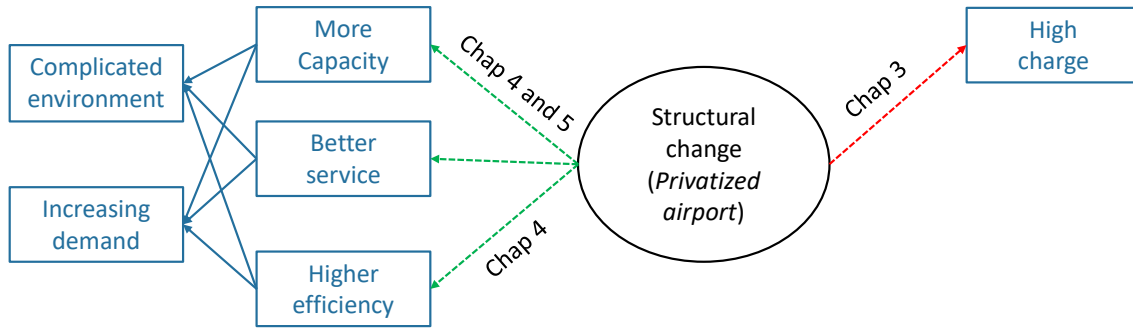 Complicated
environment
Increasing
demand
More
Capacity
Better
service
Higher
efficiency
Chap 4 and 5
Chap 4
Structural
change
(Privatized
airport)
Chap 3
High
charge